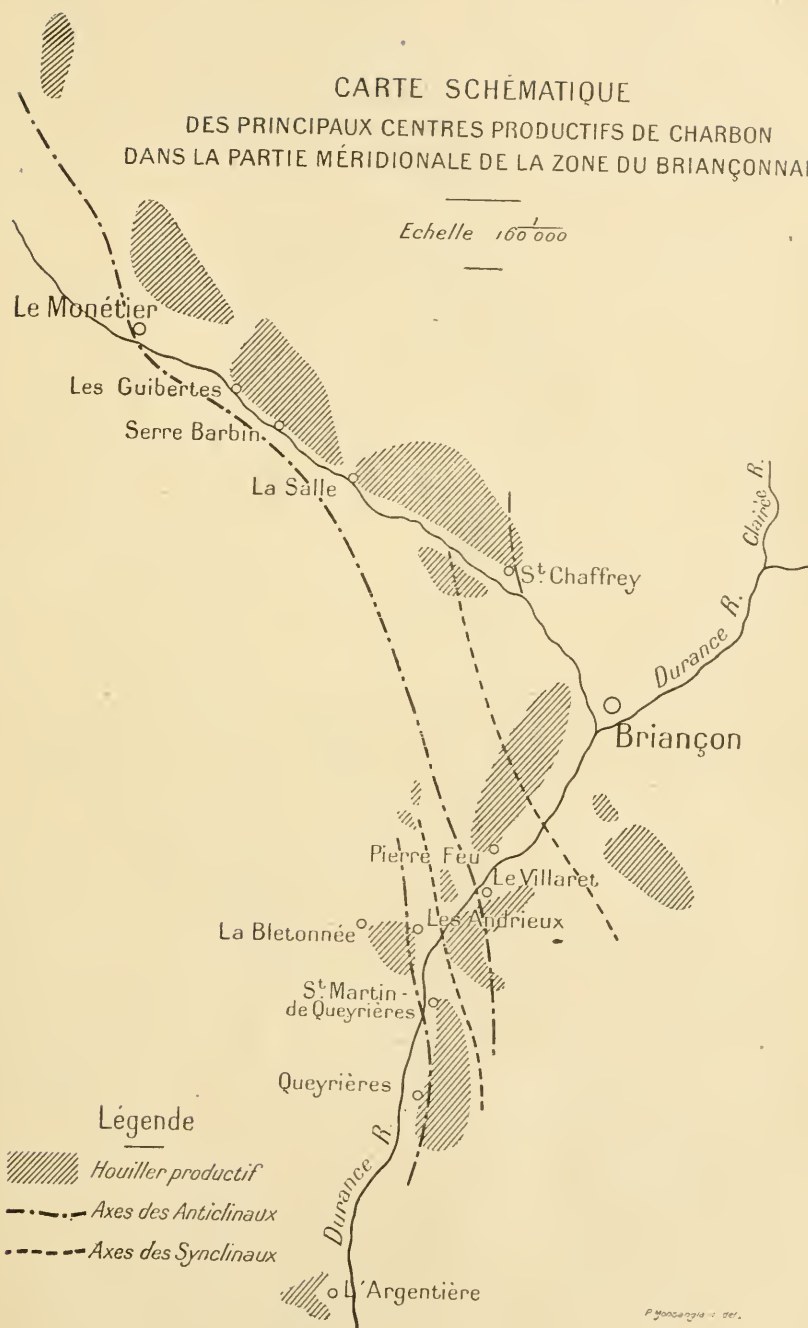 CARTE SCHÉMATIQUE
DES PRINCIPAUX CENTRES PRODUCTIFS DE CHARBON
DANS LA PARTIE MÉRIDIONALE DE LA ZONE DU BRIANÇONNAI
Echelle 1/160 000
Le Monétier
Les Guibertes
Serre Barbin
La Salle
St. Chaffrey
Clairée R.
Durance R.
Briançon
Pierre Feu
Le Villaret
Les Andrieux
La Bletonnée
St. Martin-
de Queyrières
Queyrières
Durance R.
L'Argentière
Légende
Houiller productif
Axes des Anticlinaux
Axes des Synclinaux
del.